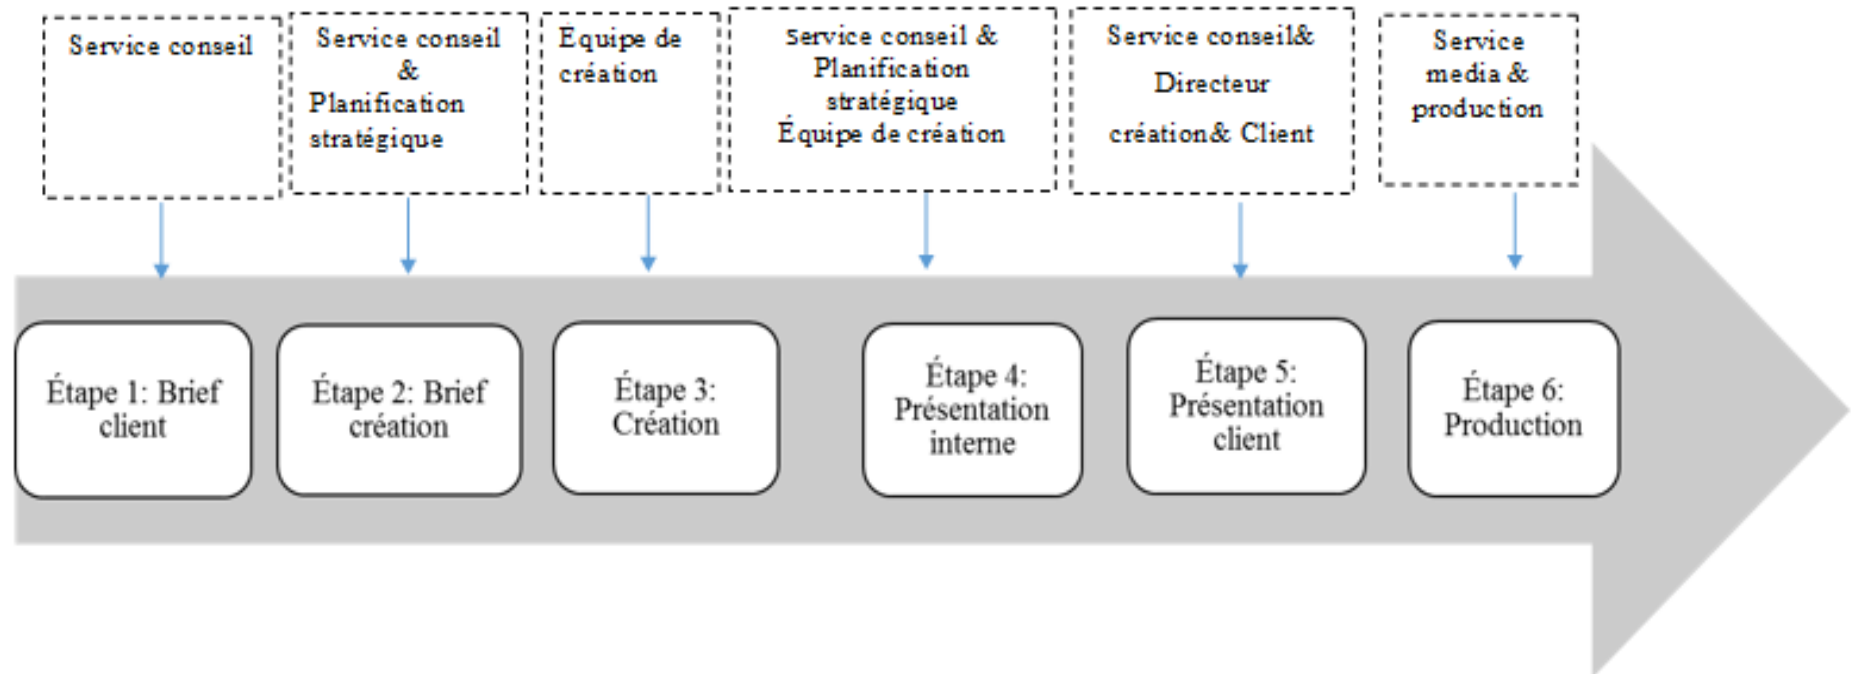 Service conseil
Service conseil
&
Planification
stratégique
Équipe de
création
Service conseil &
Planification
stratégique
Équipe de création
Service conseil&
Directeur
création& Client
Service
media &
production
Étape 1: Brief
client
Étape 2: Brief
création
Étape 3:
Création
Étape 4:
Présentation
interne
Étape 5:
Présentation
client
Étape 6:
Production